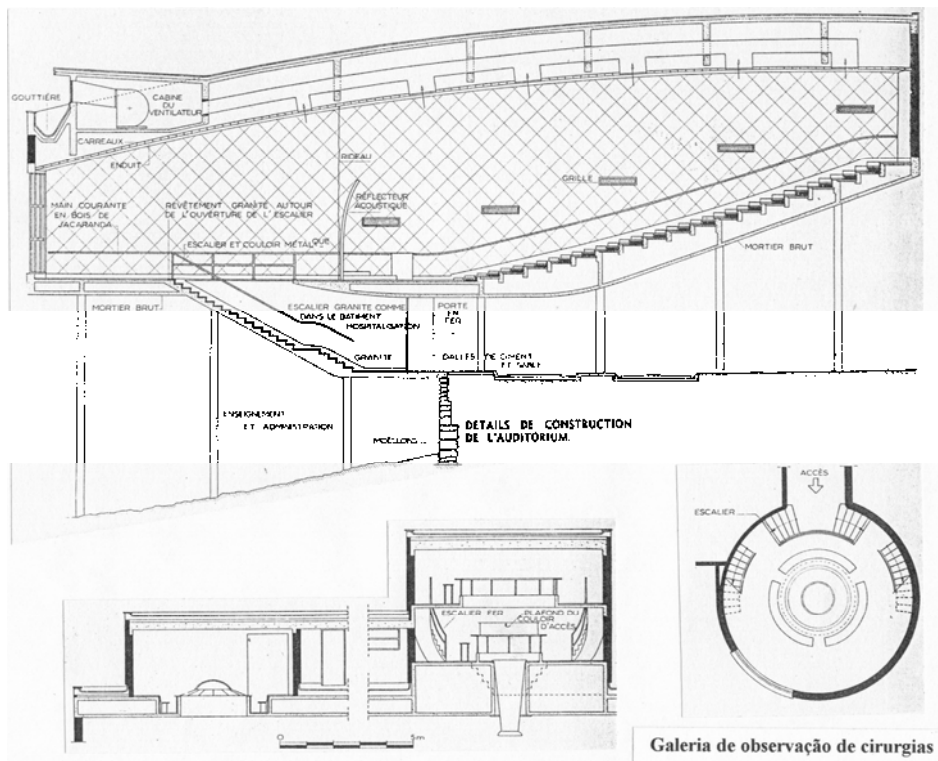 GOUTTIÈRE
CABINE
DU
VENTILATEUR
CARREAUX
ENDUIT
RIDEAU
GRILLE
MAIN COURANTE
EN BOIS DE
JACARANDA
REVÊTEMENT GRANITÉ AUTOUR
DE L'OUVERTURE DE L'ESCALIER
RÉFLECTEUR
ACOUSTIQUE
ESCALIER ET COULOIR MÉTALLIQUE
MORTIER BRUT
MORTIER BRUT
ESCALIER GRANITÉ COMME
DANS LE BATIMENT
HOSPITALISATION
PORTE
EN
FER
GRANITE
DALLES DE CIMENT
ET SABLE
ENSEIGNEMENT
ET ADMINISTRATION
MOËLLONS
DETAILS DE CONSTRUCTION
DE L'AUDITORIUM.
ACCÈS
ESCALIER
ESCALIER FER
PLAFOND DU
COULOIR
D'ACCÈS
0 5m
Galeria de observação de cirurgias